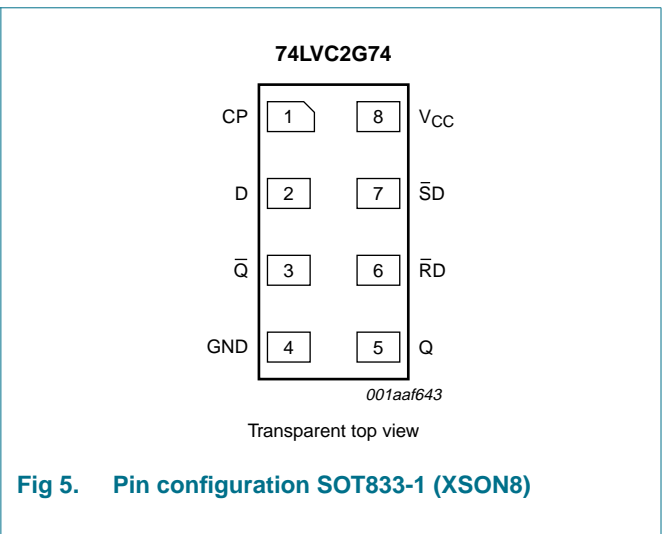 74LVC2G74
CP 1 8 VCC
D 2 7 S̅D
Q̅ 3 6 R̅D
GND 4 5 Q
001aaf643
Transparent top view
Fig 5. Pin configuration SOT833-1 (XSON8)